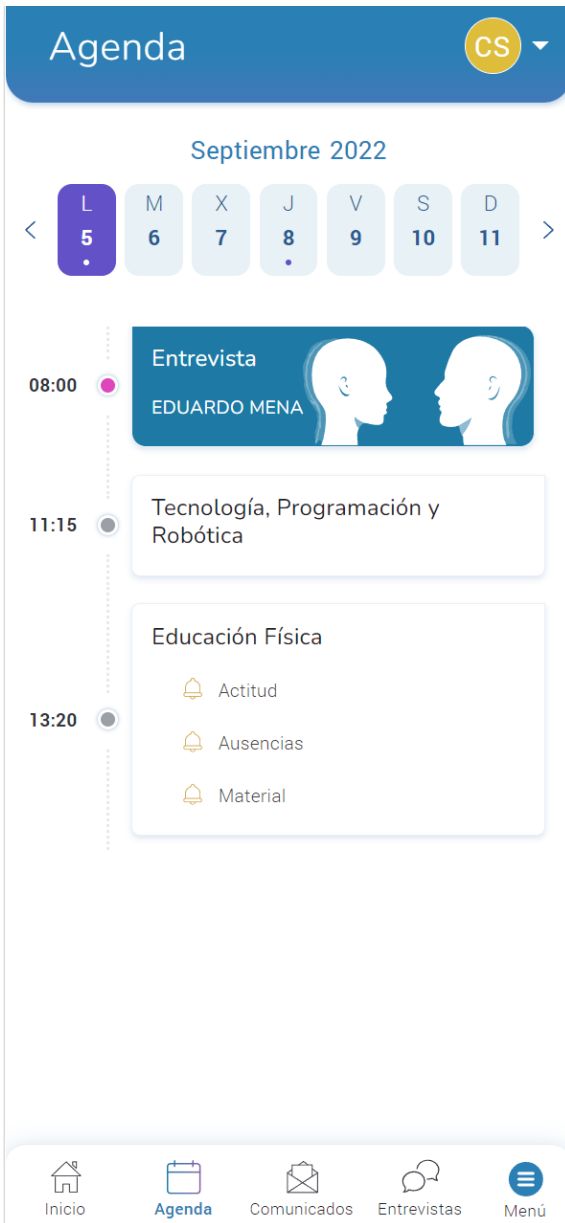 Agenda
CS
Septiembre 2022
L M X J V S D
5 6 7 8 9 10 11
Entrevista
08:00
EDUARDO MENA
Tecnología, Programación y
11:15
Robótica
Educación Física
Actitud
13:20
Ausencias
Material
Inicio Agenda Comunicados Entrevistas Menú